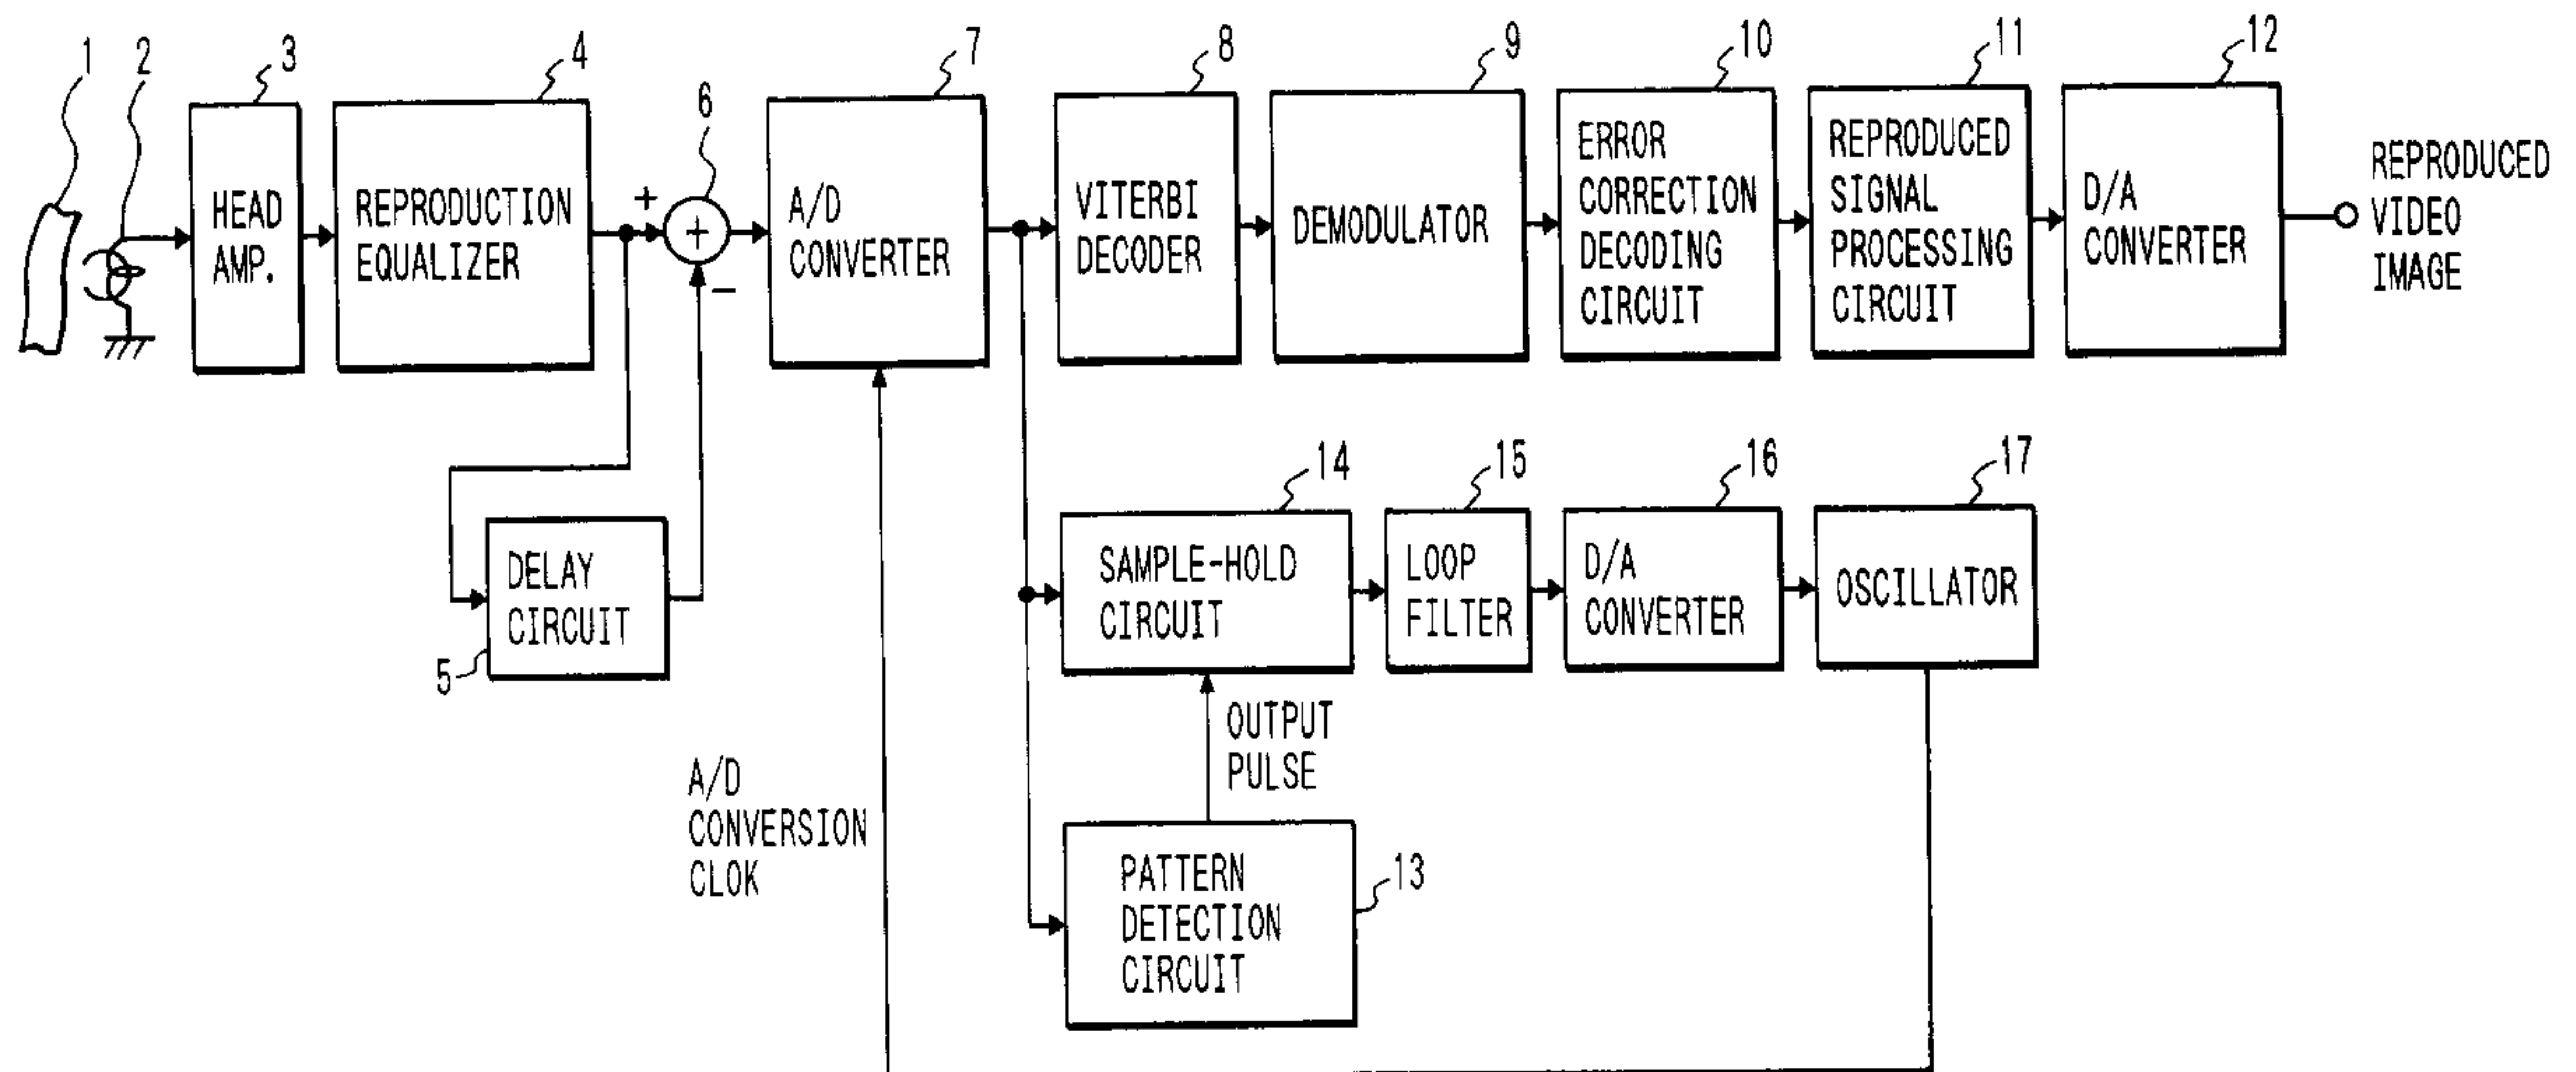 1
2
3
4
6
7
8
9
10
11
12
HEAD
AMP.
REPRODUCTION
EQUALIZER
+
+
−
A/D
CONVERTER
VITERBI
DECODER
DEMODULATOR
ERROR
CORRECTION
DECODING
CIRCUIT
REPRODUCED
SIGNAL
PROCESSING
CIRCUIT
D/A
CONVERTER
REPRODUCED
VIDEO
IMAGE
DELAY
CIRCUIT
5
14
15
16
17
SAMPLE-HOLD
CIRCUIT
LOOP
FILTER
D/A
CONVERTER
OSCILLATOR
OUTPUT
PULSE
A/D
CONVERSION
CLOK
PATTERN
DETECTION
CIRCUIT
13